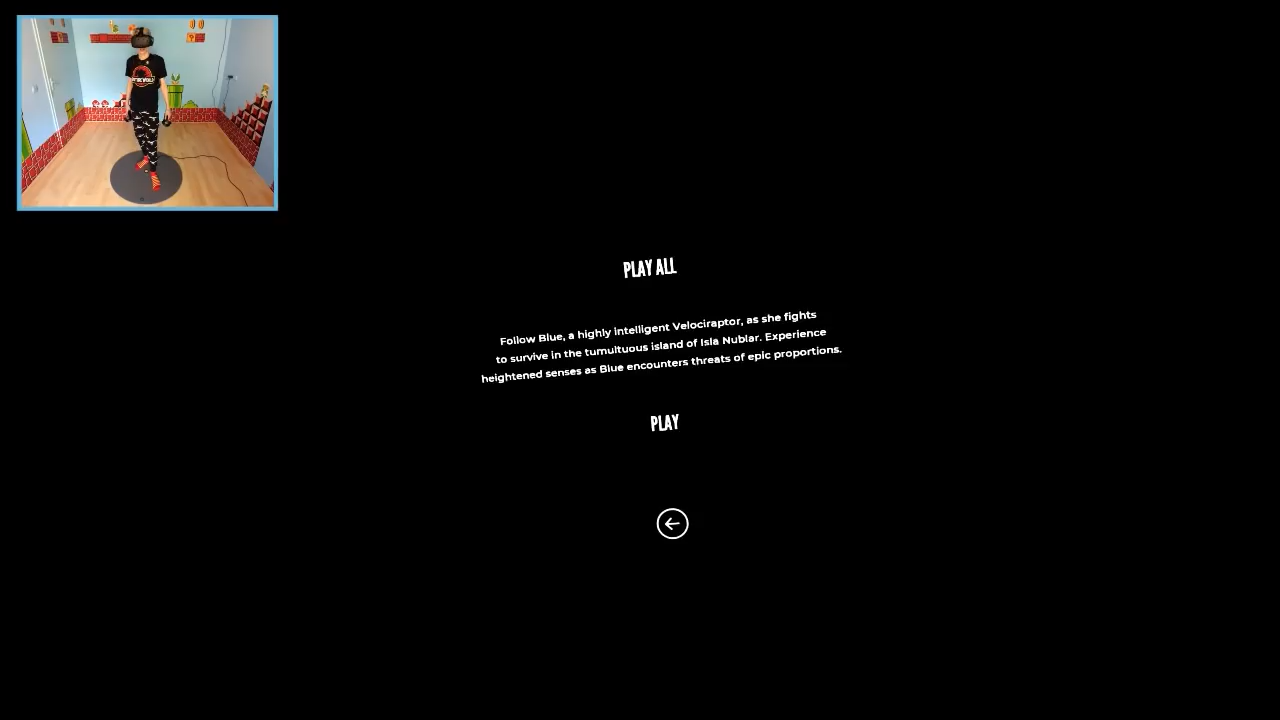 PLAY ALL
Follow Blue, a highly intelligent Velociraptor, as she fights
to survive in the tumultuous island of Isla Nublar. Experience
heightened senses as Blue encounters threats of epic proportions.
PLAY